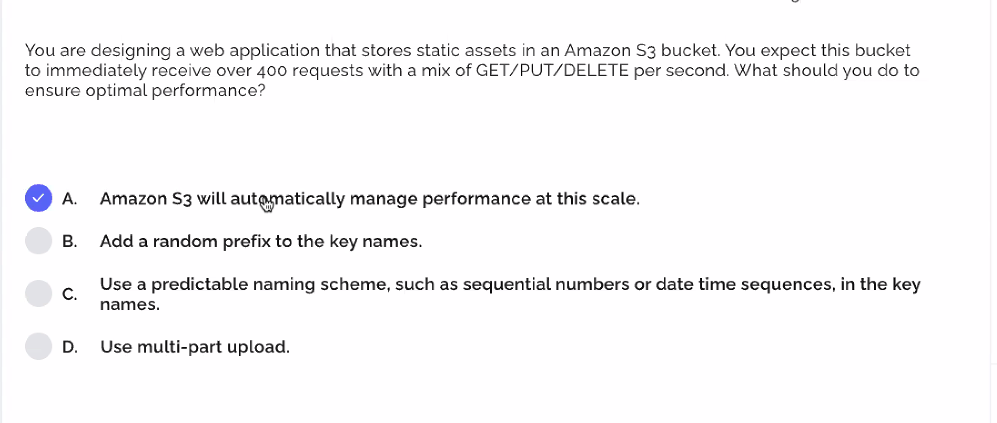 You are designing a web application that stores static assets in an Amazon S3 bucket. You expect this bucket
to immediately receive over 400 requests with a mix of GET/PUT/DELETE per second. What should you do to
ensure optimal performance?
A. Amazon S3 will automatically manage performance at this scale.
B. Add a random prefix to the key names.
C. Use a predictable naming scheme, such as sequential numbers or date time sequences, in the key
names.
D. Use multi-part upload.